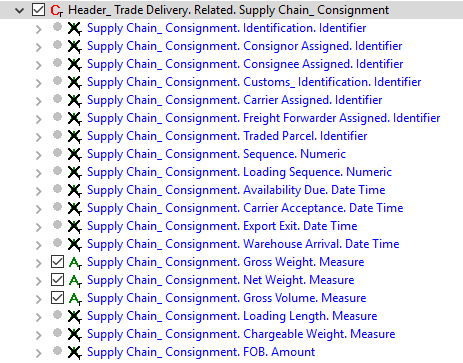 Header_ Trade Delivery. Related. Supply Chain_ Consignment
Supply Chain_ Consignment. Identification. Identifier
Supply Chain_ Consignment. Consignor Assigned. Identifier
Supply Chain_ Consignment. Consignee Assigned. Identifier
Supply Chain_ Consignment. Customs_ Identification. Identifier
Supply Chain_ Consignment. Carrier Assigned. Identifier
Supply Chain_ Consignment. Freight Forwarder Assigned. Identifier
Supply Chain_ Consignment. Traded Parcel. Identifier
Supply Chain_ Consignment. Sequence. Numeric
Supply Chain_ Consignment. Loading Sequence. Numeric
Supply Chain_ Consignment. Availability Due. Date Time
Supply Chain_ Consignment. Carrier Acceptance. Date Time
Supply Chain_ Consignment. Export Exit. Date Time
Supply Chain_ Consignment. Warehouse Arrival. Date Time
Supply Chain_ Consignment. Gross Weight. Measure
Supply Chain_ Consignment. Net Weight. Measure
Supply Chain_ Consignment. Gross Volume. Measure
Supply Chain_ Consignment. Loading Length. Measure
Supply Chain_ Consignment. Chargeable Weight. Measure
Supply Chain_ Consignment. FOB. Amount